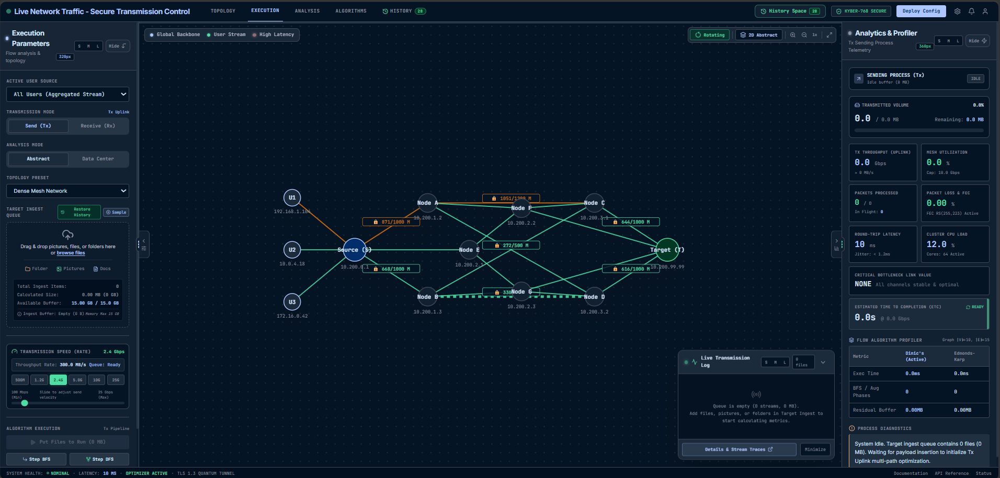 Live Network Traffic - Secure Transmission Control
TOPOLOGY
EXECUTION
ANALYSIS
ALGORITHMS
HISTORY 28
History Space 28
KYBER-768 SECURE
Deploy Config
Execution Parameters
Flow analysis & topology
320px
S M L
Hide
ACTIVE USER SOURCE
All Users (Aggregated Stream)
TRANSMISSION MODE
Tx Uplink
Send (Tx)
Receive (Rx)
ANALYSIS MODE
Abstract
Data Center
TOPOLOGY PRESET
Dense Mesh Network
TARGET INGEST QUEUE
Restore History
Sample
Drag & drop pictures, files, or folders here
or browse files
Folder
Pictures
Docs
Total Ingest Items: 0
Calculated Size: 0.00 MB (0 GB)
Available Buffer: 15.00 GB / 15.0 GB
Ingest Buffer: Empty (0 B) Memory Max 15 GB
TRANSMISSION SPEED (RATE) 2.4 Gbps
Throughput Rate: 300.0 MB/s Queue: Ready
500M 1.2G 2.4G 5.0G 10G 25G
100 Mbps (Min)
Slide to adjust send velocity
25 Gbps (Max)
ALGORITHM EXECUTION
Tx Pipeline
Put Files to Run (0 MB)
Step BFS
Step DFS
Global Backbone
User Stream
High Latency
Rotating
2D Abstract
1x
U1
192.168.1.104
U2
10.0.4.18
U3
172.16.0.42
Source (S)
10.200.0.1
871/1000 M
668/1000 M
Node A
10.200.1.2
Node B
10.200.1.3
1051/1200 M
Node F
10.200.2.2
Node E
10.200.2.1
272/500 M
330
Node G
10.200.2.3
Node C
10.200.3.1
Node D
10.200.3.2
644/1000 M
616/1000 M
Target (T)
10.200.99.99
Live Transmission Log
S M L
0 files
Queue is empty (0 streams, 0 MB).
Add files, pictures, or folders in Target Ingest to
start calculating metrics.
Details & Stream Traces
Minimize
Analytics & Profiler
Tx Sending Process Telemetry
360px
S M L
Hide
SENDING PROCESS (Tx)
Idle buffer (0 MB)
IDLE
TRANSMITTED VOLUME
0.0%
0.0 / 0.0 MB
Remaining: 0.0 MB
TX THROUGHPUT (UPLINK)
0.0 Gbps
= 0 MB/s
MESH UTILIZATION
0.0 %
Cap: 10.0 Gbps
PACKETS PROCESSED
0 / 0
In Flight: 0
PACKET LOSS & FEC
0.00 %
FEC RS(255,223) Active
ROUND-TRIP LATENCY
10 ms
Jitter: < 1.2ms
CLUSTER CPU LOAD
12.0 %
Cores: 64 Active
CRITICAL BOTTLENECK LINK VALUE
NONE All channels stable & optimal
ESTIMATED TIME TO COMPLETION (ETC)
READY
0.0s @ 0.0 Gbps
FLOW ALGORITHM PROFILER
Graph |V|=10, |E|=15
Metric
Dinic's (Active)
Edmonds-Karp
Exec Time 0.0ms 0.0ms
BFS / Aug Phases 0 0
Residual Buffer 0.00MB 0.00MB
PROCESS DIAGNOSTICS
System Idle. Target ingest queue contains 0 files (0
MB). Waiting for payload insertion to initialize Tx
Uplink multi-path optimization.
SYSTEM HEALTH: NOMINAL · LATENCY: 10 MS · OPTIMIZER ACTIVE · TLS 1.3 QUANTUM TUNNEL
Documentation
API Reference
Status